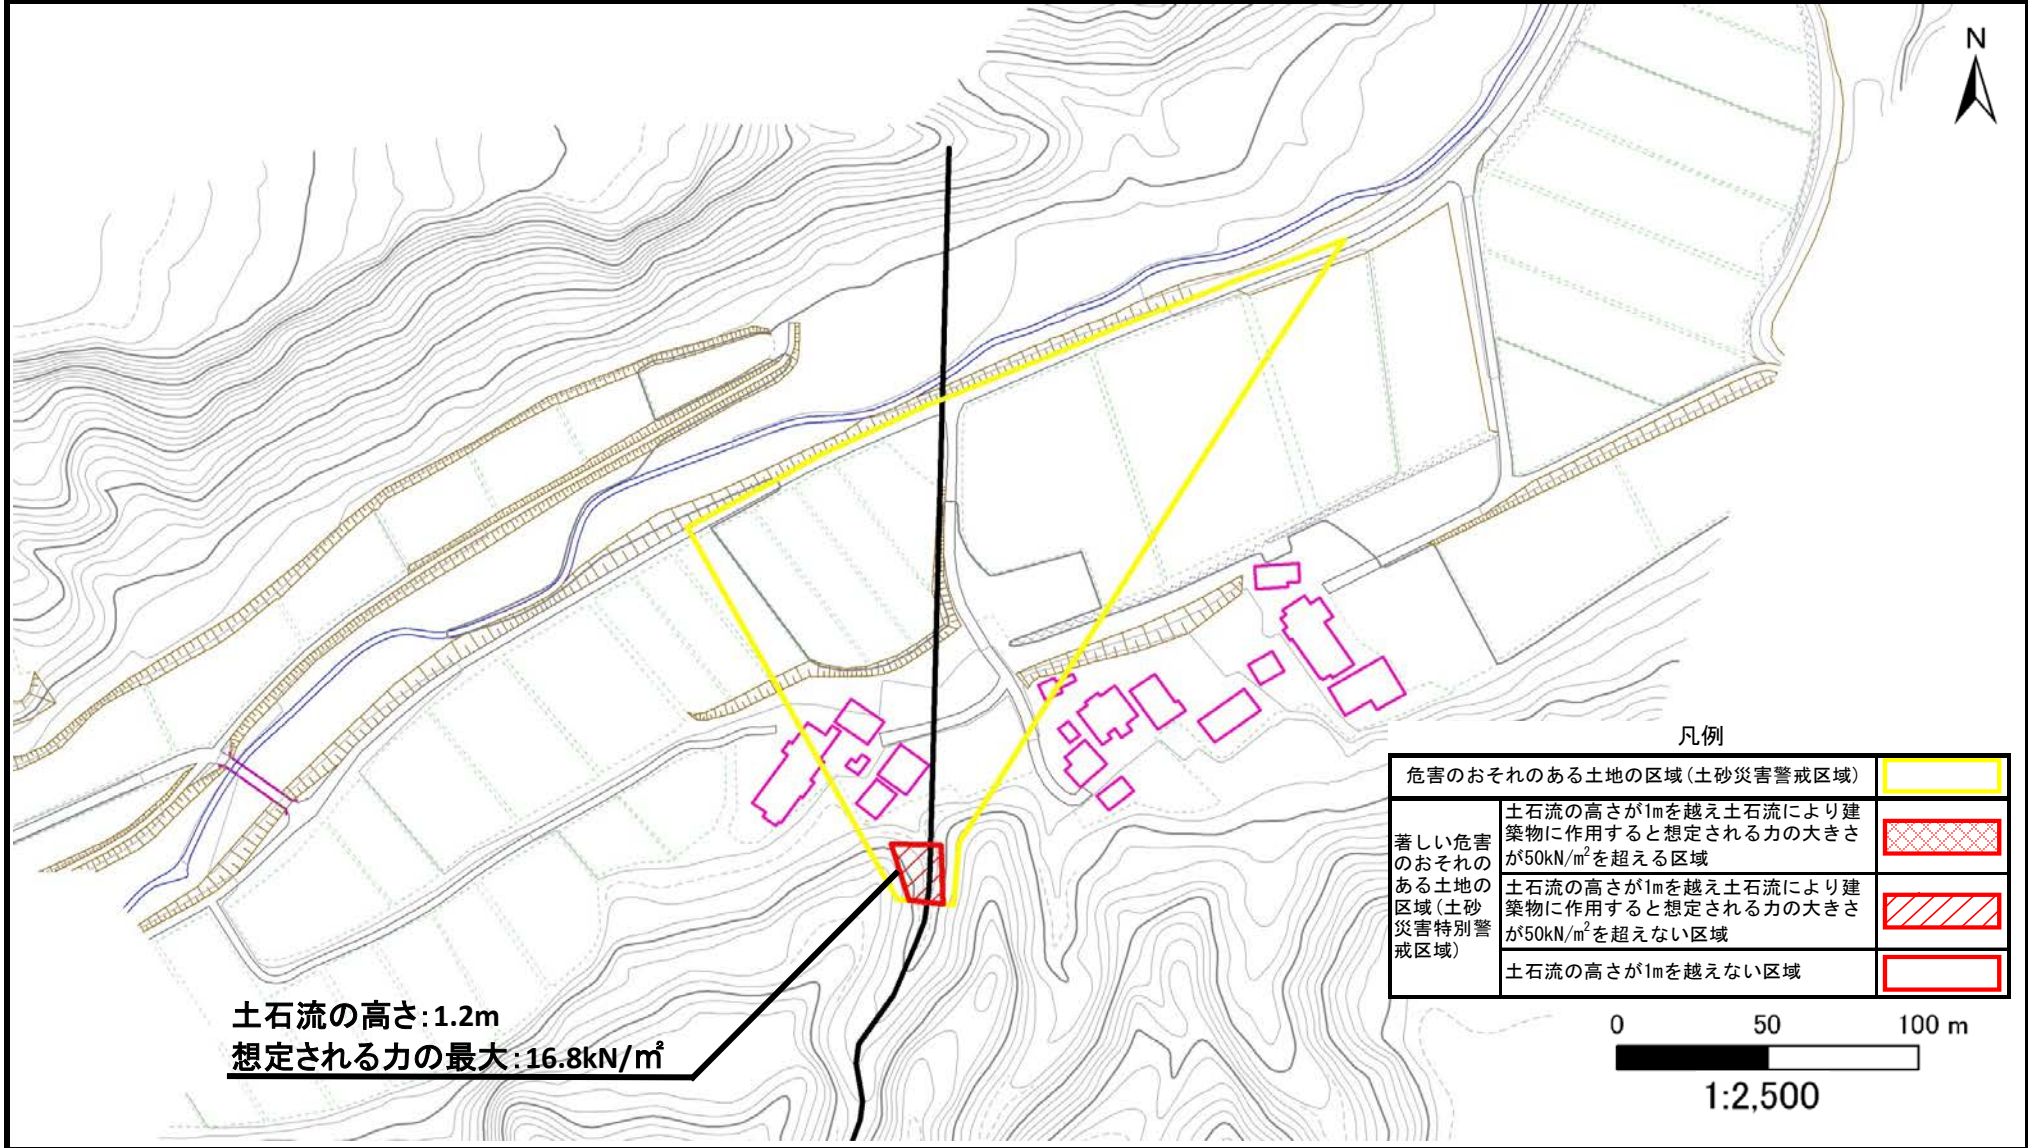 N
凡例
危害のおそれのある土地の区域(土砂災害警戒区域)
著しい危害
のおそれの
ある土地の
区域(土砂
災害特別警
戒区域)
土石流の高さが1mを越え土石流により建
築物に作用すると想定される力の大きさ
が50kN/m²を超える区域
土石流の高さが1mを越え土石流により建
築物に作用すると想定される力の大きさ
が50kN/m²を超えない区域
土石流の高さが1mを越えない区域
土石流の高さ:1.2m
想定される力の最大:16.8kN/㎡
0 50 100 m
1:2,500